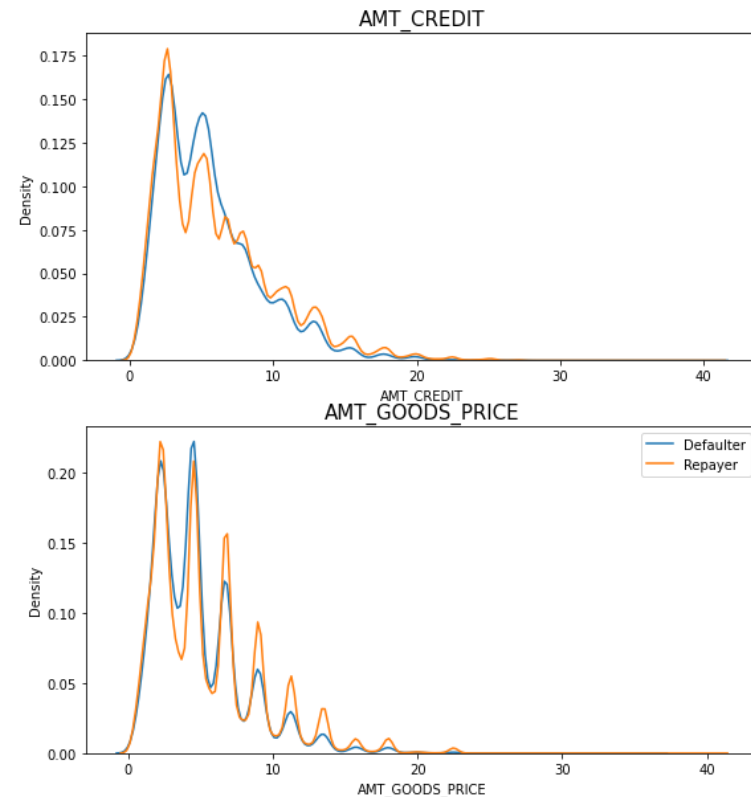 AMT_CREDIT
0.175
0.150
0.125
0.100
0.075
0.050
0.025
0.000
Density
0 10 20 30 40
AMT_CREDIT
AMT_GOODS_PRICE
Defaulter
Repayer
0.20
0.15
0.10
0.05
0.00
Density
0 10 20 30 40
AMT_GOODS_PRICE